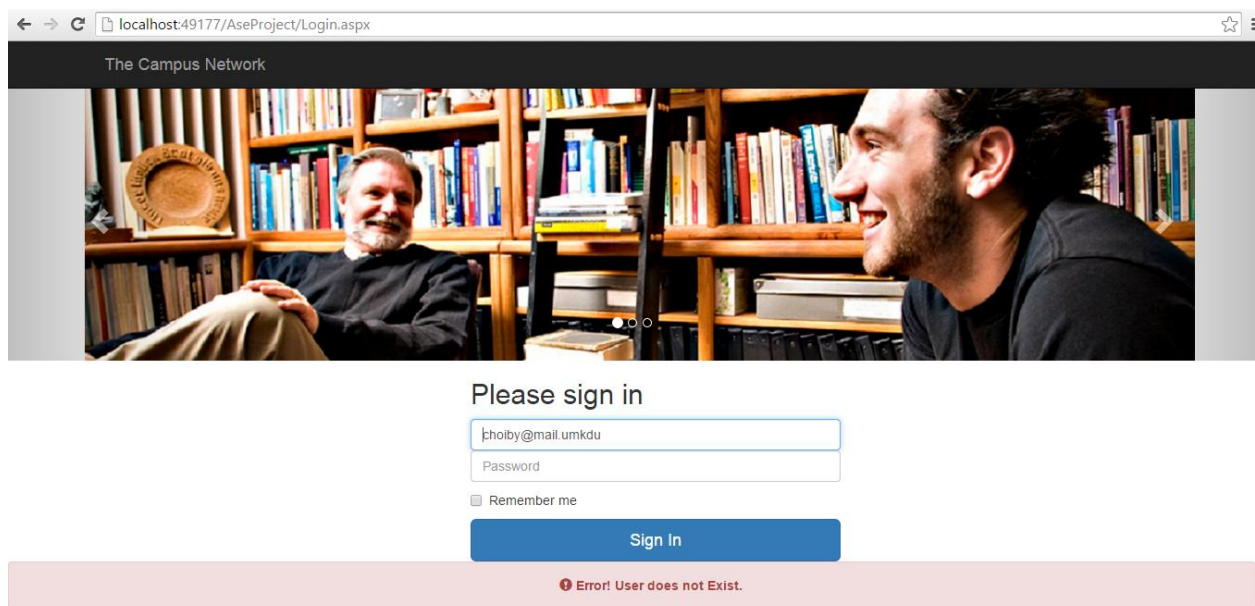 localhost:49177/AseProject/Login.aspx
The Campus Network
Please sign in
choiby@mail.umkdu
Password
Remember me
Sign In
Error! User does not Exist.